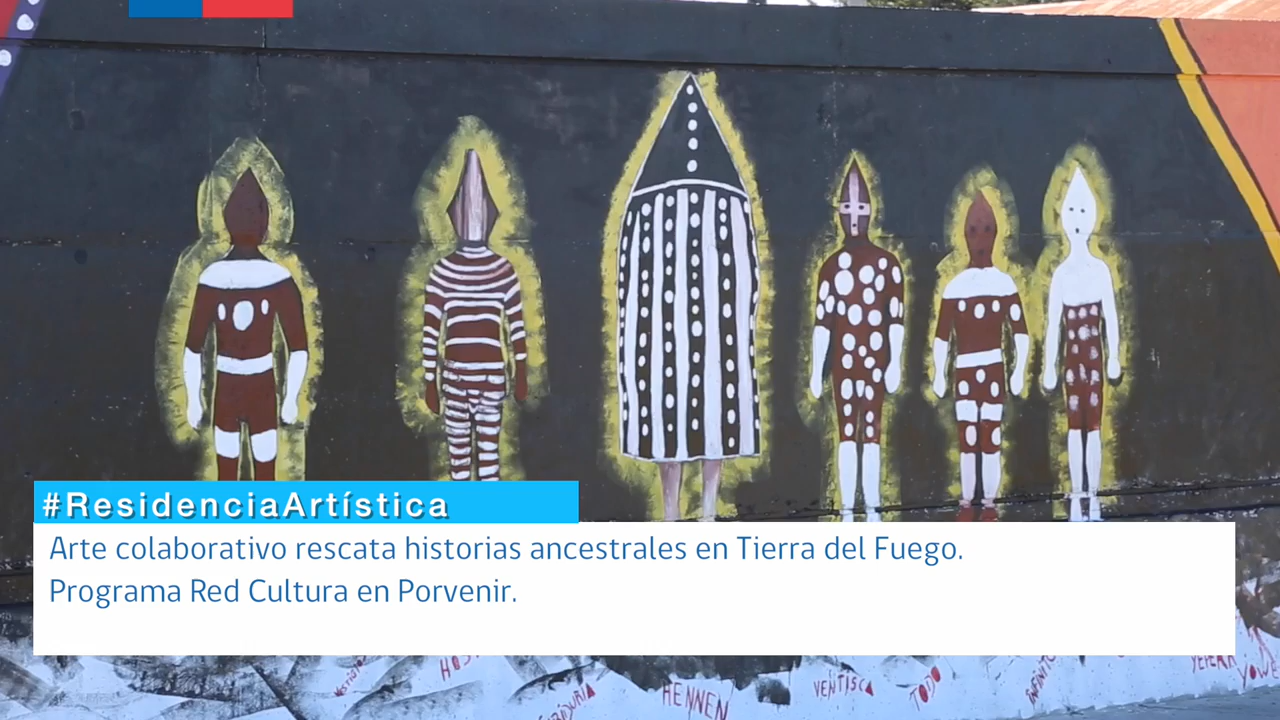 #ResidenciaArtística
Arte colaborativo rescata historias ancestrales en Tierra del Fuego.
Programa Red Cultura en Porvenir.
HENNEN
VENTISCA
TODO